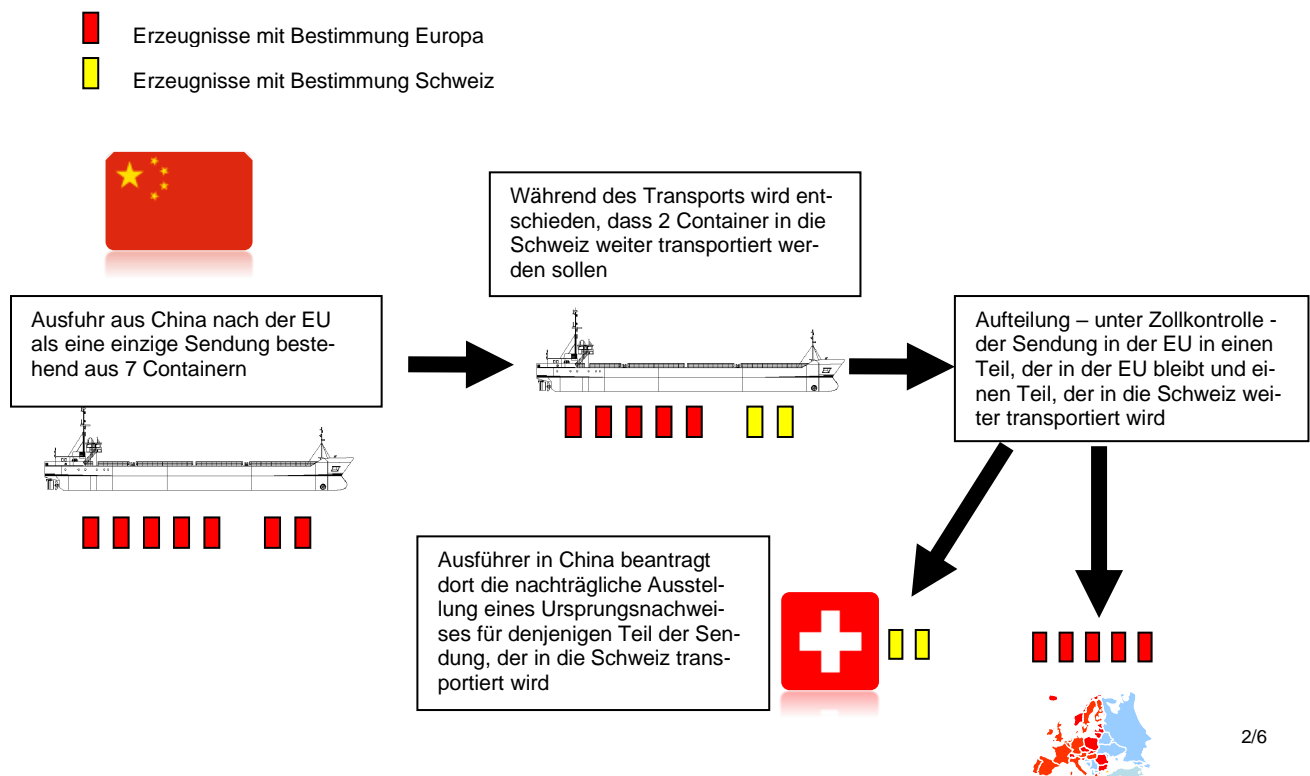 Erzeugnisse mit Bestimmung Europa
Erzeugnisse mit Bestimmung Schweiz
Während des Transports wird ent-
schieden, dass 2 Container in die
Schweiz weiter transportiert wer-
den sollen
Ausfuhr aus China nach der EU
als eine einzige Sendung beste-
hend aus 7 Containern
Aufteilung – unter Zollkontrolle -
der Sendung in der EU in einen
Teil, der in der EU bleibt und ei-
nen Teil, der in die Schweiz wei-
ter transportiert wird
Ausführer in China beantragt
dort die nachträgliche Ausstel-
lung eines Ursprungsnachwei-
ses für denjenigen Teil der Sen-
dung, der in die Schweiz trans-
portiert wird
2/6